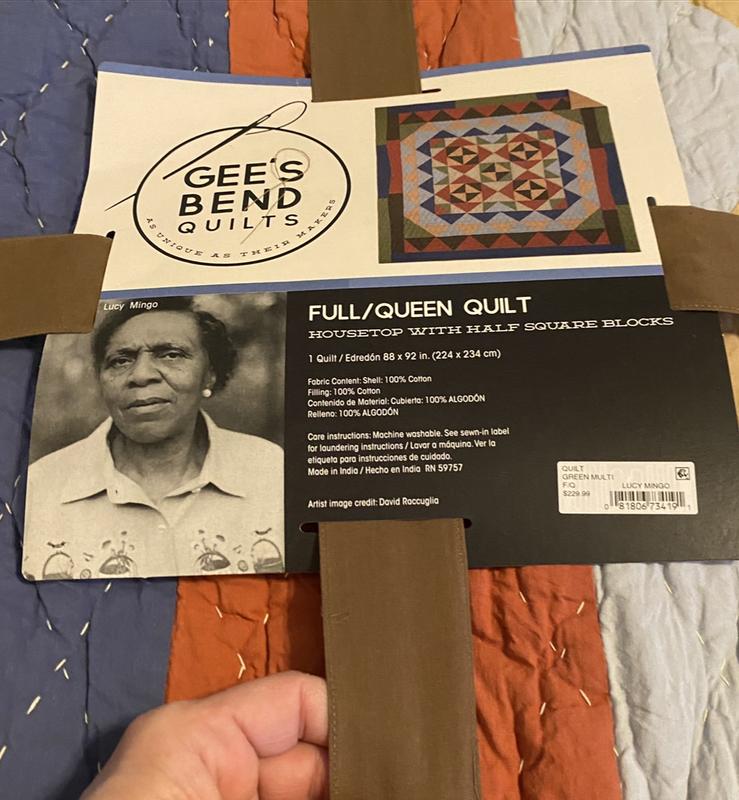 GEE'S
BEND
QUILTS
AS UNIQUE AS THEIR MAKERS
Lucy Mingo
FULL/QUEEN QUILT
HOUSETOP WITH HALF SQUARE BLOCKS
1 Quilt / Edredón 88 x 92 in. (224 x 234 cm)
Fabric Content: Shell: 100% Cotton
Filling: 100% Cotton
Contenido de Material: Cubierta: 100% ALGODÓN
Relleno: 100% ALGODÓN
Care instructions: Machine washable. See sewn-in label
for laundering instructions / Lavar a máquina. Ver la
etiqueta para instrucciones de cuidado.
Made in India / Hecho en India RN 59757
Artist image credit: David Raccuglia
QUILT
GREEN MULTI
F/Q LUCY MINGO
$229.99
0 81806 73419 1